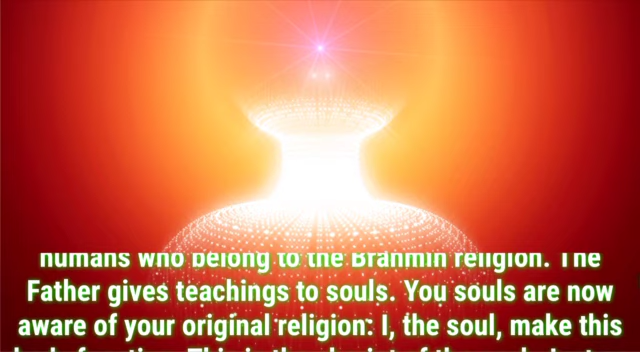 humans who belong to the Brahmin religion. The
Father gives teachings to souls. You souls are now
aware of your original religion: I, the soul, make this